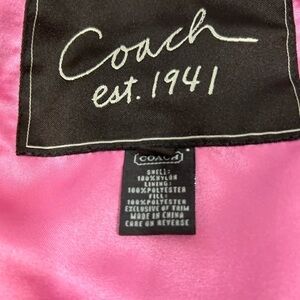 Coach
est. 1941
COACH
SHELL:
100%NYLON
LINING:
100%POLYESTER
FILL:
100%POLYESTER
EXCLUSIVE OF TRIM
MADE IN CHINA
CARE ON REVERSE